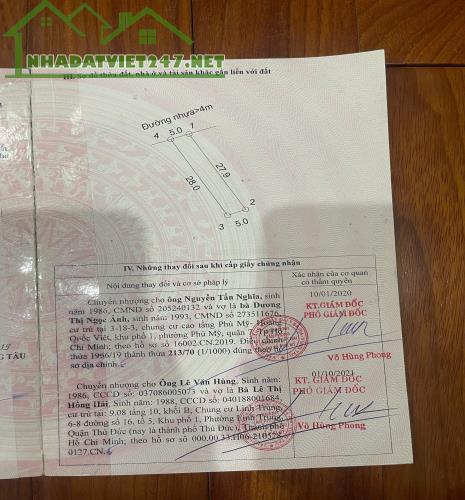 NHADATVIET247.NET
III. Sơ đồ thửa đất, nhà ở và tài sản khác gắn liền với đất
Đường nhựa>4m
4 5.0 1
28.0 27.9
3 5.0 2
IV. Những thay đổi sau khi cấp giấy chứng nhận
Nội dung thay đổi và cơ sở pháp lý
Xác nhận của cơ quan
có thẩm quyền
Chuyển nhượng cho ông Nguyễn Tấn Nghĩa, sinh
năm 1986, CMND số 205240132 và vợ là bà Dương
Thị Ngọc Ánh, sinh năm 1993, CMND số 273511676
cư trú tại 3-18-3, chung cư cao tầng Phú Mỹ- Hoàng
Quốc Việt, khu phố 1, phường Phú Mỹ, quận 7, Tp Hồ
Chí Minh; theo hồ sơ số 16002.CN.2019. Điều chỉnh
thửa 1966/19 thành thửa 213/70 (1/1000) đúng theo hồ
sơ địa chính.
10/01/2020
KT.GIÁM ĐỐC
PHÓ GIÁM ĐỐC
Võ Hùng Phong
Chuyển nhượng cho Ông Lê Văn Hùng, Sinh năm:
1986, CCCD số: 037086005073 và vợ là Bà Lê Thị
Hồng Hải, Sinh năm: 1988, CCCD số: 040188001684,
cư trú tại: 9.08 tầng 10, khối B, Chung cư Linh Trung,
6-8 đường số 16, tổ 5, Khu phố 1, Phường Linh Trung,
Quận Thủ Đức (nay là thành phố Thủ Đức), Thành phố
Hồ Chí Minh; theo hồ sơ số 000.00.33.H06-210528
0127.CN.
01/10/2021
KT. GIÁM ĐỐC
PHÓ GIÁM ĐỐC
Võ Hùng Phong
G TÀU